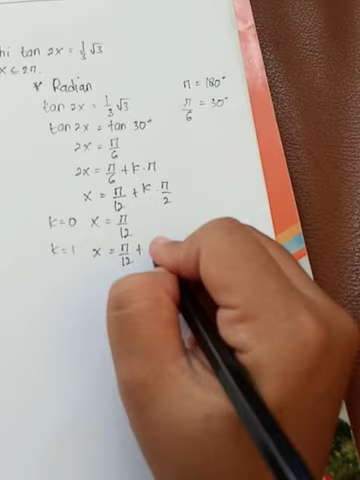 hi tan 2x = 1/3 √3
x ≤ 2π.
* Radian
π = 180°
tan 2x = 1/3 √3
π/6 = 30°
tan 2x = tan 30°
2x = π/6
2x = π/6 + k . π
x = π/12 + k . π/2
k=0 x = π/12
k=1 x = π/12 +